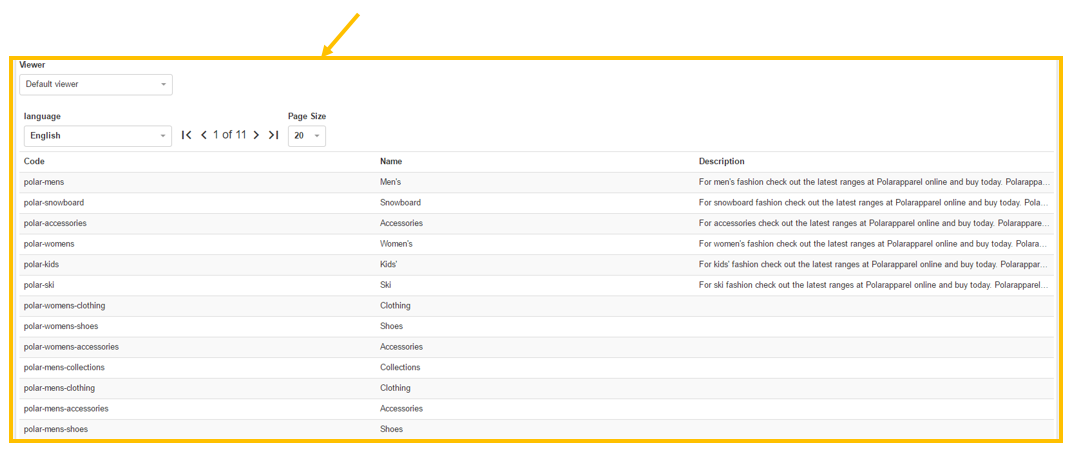 Viewer
Default viewer
language Page Size
English 1 of 11 20
Code Name Description
polar-mens Men's For men's fashion check out the latest ranges at Polarapparel online and buy today. Polarappa...
polar-snowboard Snowboard For snowboard fashion check out the latest ranges at Polarapparel online and buy today. Pola...
polar-accessories Accessories For accessories check out the latest ranges at Polarapparel online and buy today. Polarappare...
polar-womens Women's For women's fashion check out the latest ranges at Polarapparel online and buy today. Polara...
polar-kids Kids' For kids' fashion check out the latest ranges at Polarapparel online and buy today. Polarappar...
polar-ski Ski For ski fashion check out the latest ranges at Polarapparel online and buy today. Polarapparel...
polar-womens-clothing Clothing
polar-womens-shoes Shoes
polar-womens-accessories Accessories
polar-mens-collections Collections
polar-mens-clothing Clothing
polar-mens-accessories Accessories
polar-mens-shoes Shoes